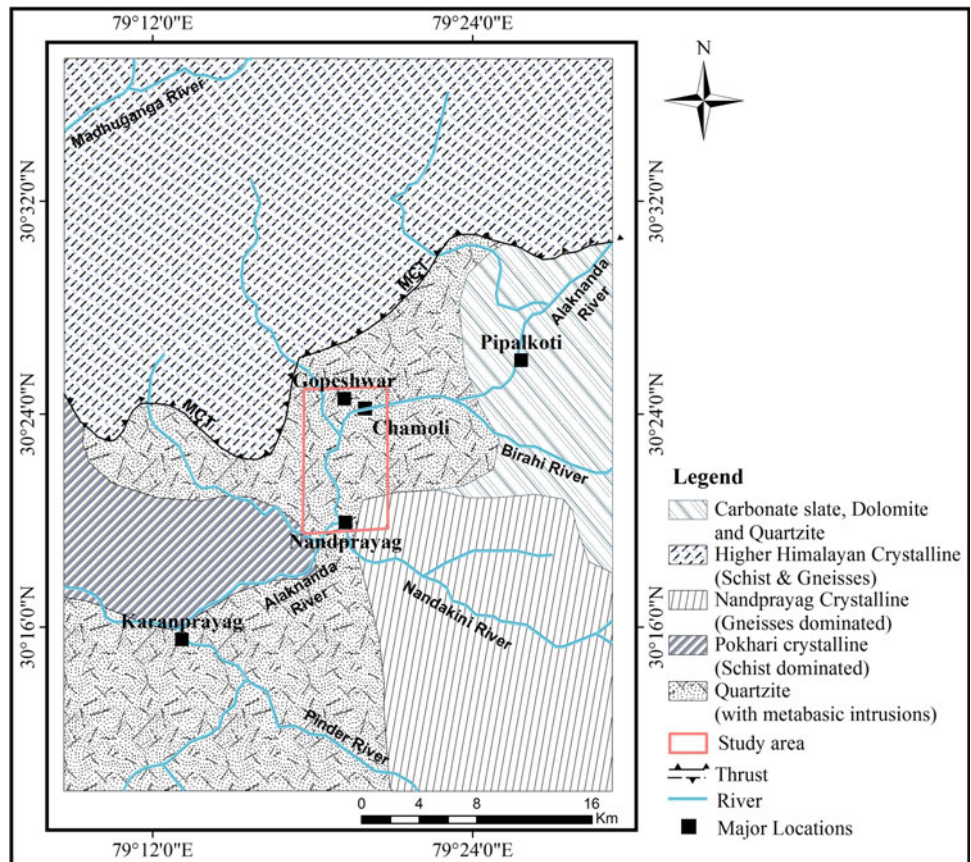 79°12'0"E
79°24'0"E
N
Madhuganga River
30°32'0"N
30°32'0"N
MCT
Alaknanda
River
Pipalkoti
Gopeshwar
MCT
30°24'0"N
30°24'0"N
Chamoli
Birahi River
Nandprayag
Alaknanda
River
Nandakini River
Karanprayag
30°16'0"N
30°16'0"N
Pinder River
0 2 4 8 12 16
Km
79°12'0"E
79°24'0"E
Legend
Carbonate slate, Dolomite
and Quartzite
Higher Himalayan Crystalline
(Schist & Gneisses)
Nandprayag Crystalline
(Gneisses dominated)
Pokhari crystalline
(Schist dominated)
Quartzite
(with metabasic intrusions)
Study area
Thrust
River
Major Locations